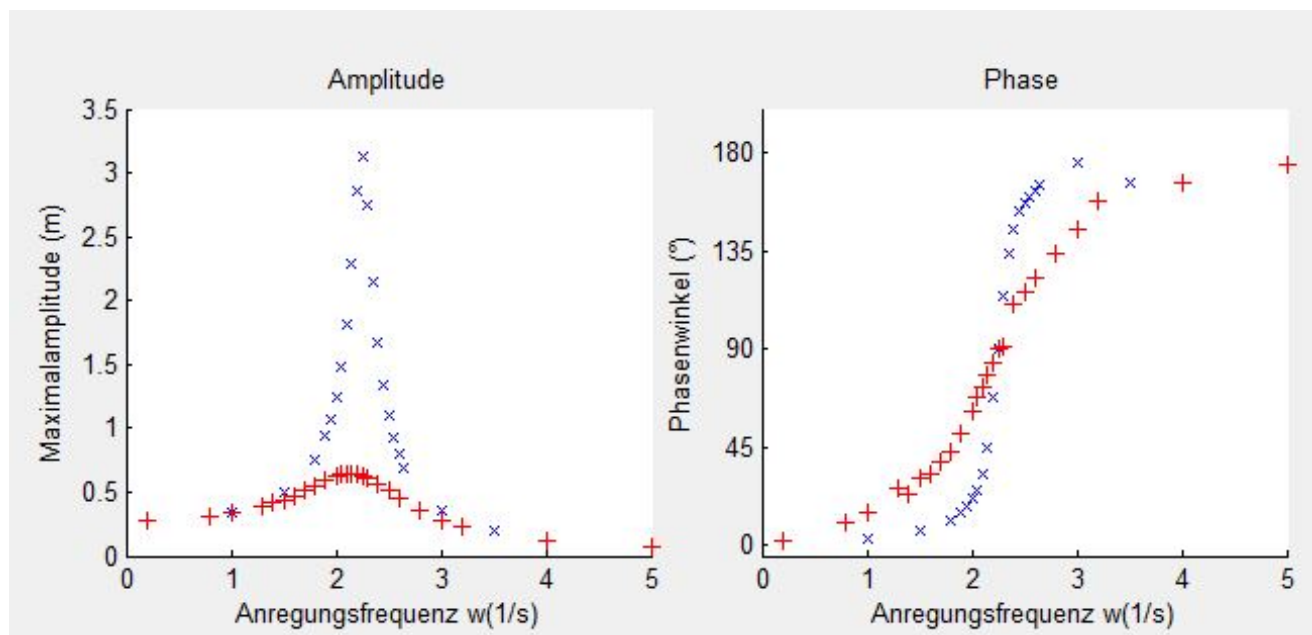 Amplitude
Maximalamplitude (m)
3.5
3
2.5
2
1.5
1
0.5
0
0 1 2 3 4 5
Anregungsfrequenz w(1/s)
Phase
Phasenwinkel (°)
180
135
90
45
0
0 1 2 3 4 5
Anregungsfrequenz w(1/s)